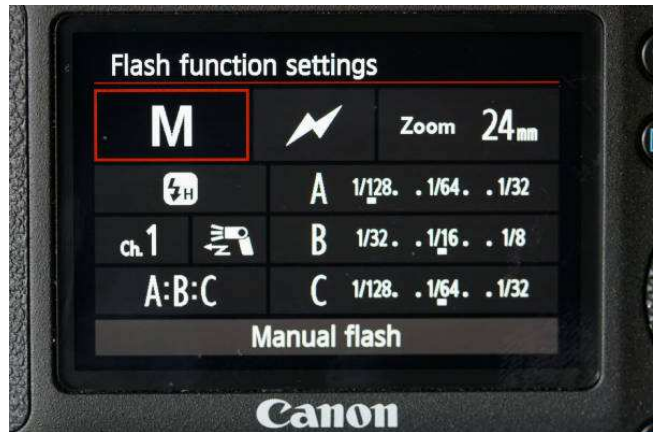 Flash function settings
M Zoom 24mm
H A 1/128. . 1/64. . 1/32
Ch.1 B 1/32. . 1/16. . 1/8
A:B:C C 1/128. . 1/64. . 1/32
Manual flash
Canon